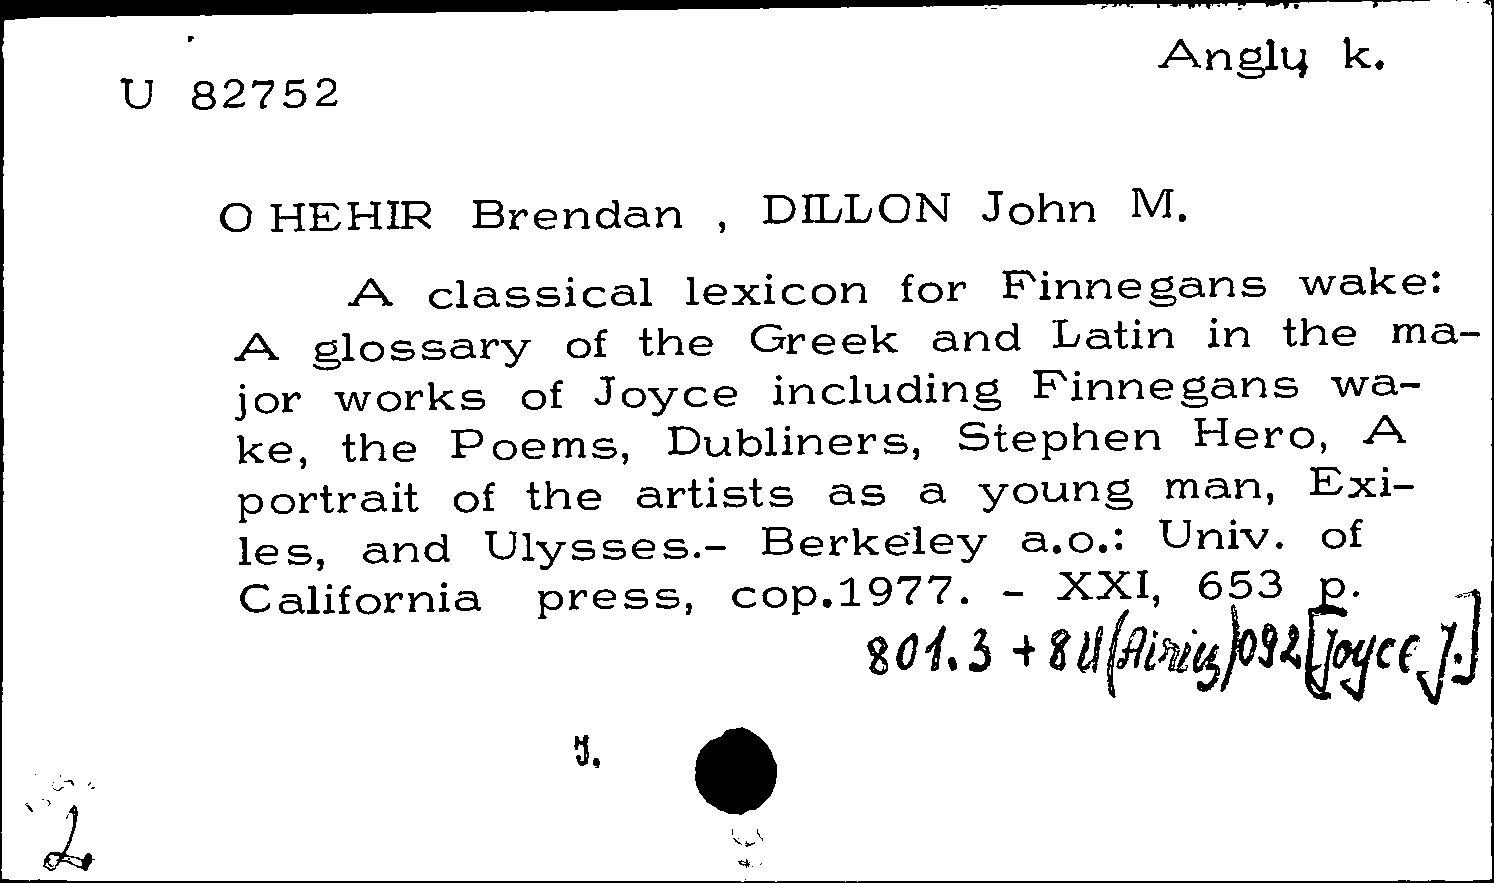 Anglų k.
U 82752
O HEHIR Brendan , DILLON John M.
A classical lexicon for Finnegans wake:
A glossary of the Greek and Latin in the ma-
jor works of Joyce including Finnegans wa-
ke, the Poems, Dubliners, Stephen Hero, A
portrait of the artists as a young man, Exi-
les, and Ulysses.- Berkeley a.o.: Univ. of
California press, cop.1977. - XXI, 653 p.
801.3 + 8U(Airių)092[Joyce J.]
2